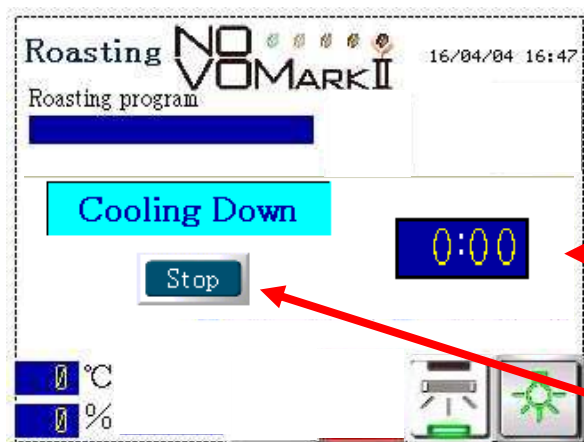 Roasting NOVO MARK II 16/04/04 16:47
Roasting program
Cooling Down
0:00
Stop
0 ℃
0 %